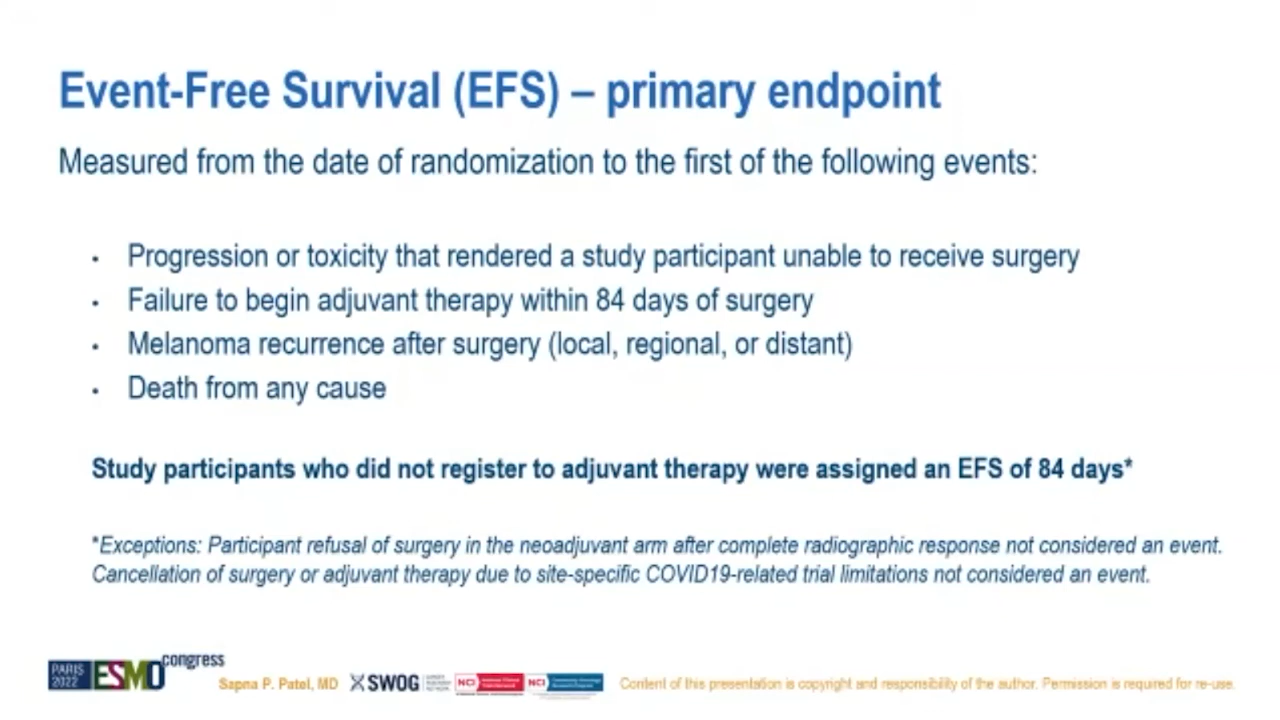 Event-Free Survival (EFS) – primary endpoint
Measured from the date of randomization to the first of the following events:
• Progression or toxicity that rendered a study participant unable to receive surgery
• Failure to begin adjuvant therapy within 84 days of surgery
• Melanoma recurrence after surgery (local, regional, or distant)
• Death from any cause
Study participants who did not register to adjuvant therapy were assigned an EFS of 84 days*
*Exceptions: Participant refusal of surgery in the neoadjuvant arm after complete radiographic response not considered an event.
Cancellation of surgery or adjuvant therapy due to site-specific COVID19-related trial limitations not considered an event.
PARIS 2022 ESMO congress
Sapna P. Patel, MD SWOG NCI NCI Content of this presentation is copyright and responsibility of the author. Permission is required for re-use.